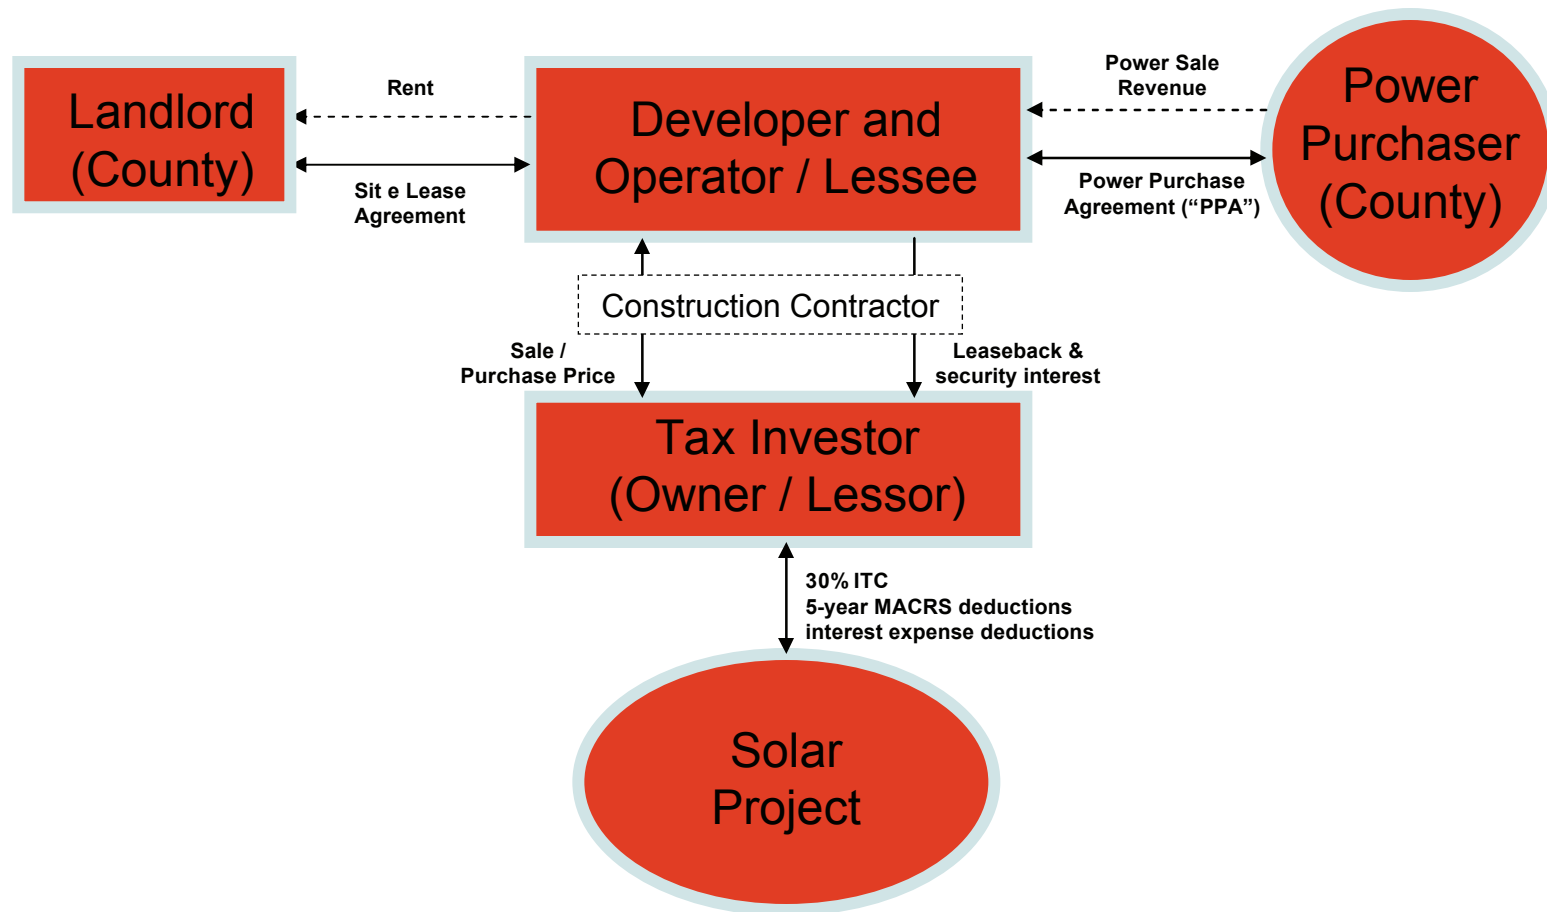 Landlord
(County)
Rent
Sit e Lease
Agreement
Developer and
Operator / Lessee
Power Sale
Revenue
Power Purchase
Agreement (“PPA”)
Power
Purchaser
(County)
Construction Contractor
Sale /
Purchase Price
Leaseback &
security interest
Tax Investor
(Owner / Lessor)
30% ITC
5-year MACRS deductions
interest expense deductions
Solar
Project